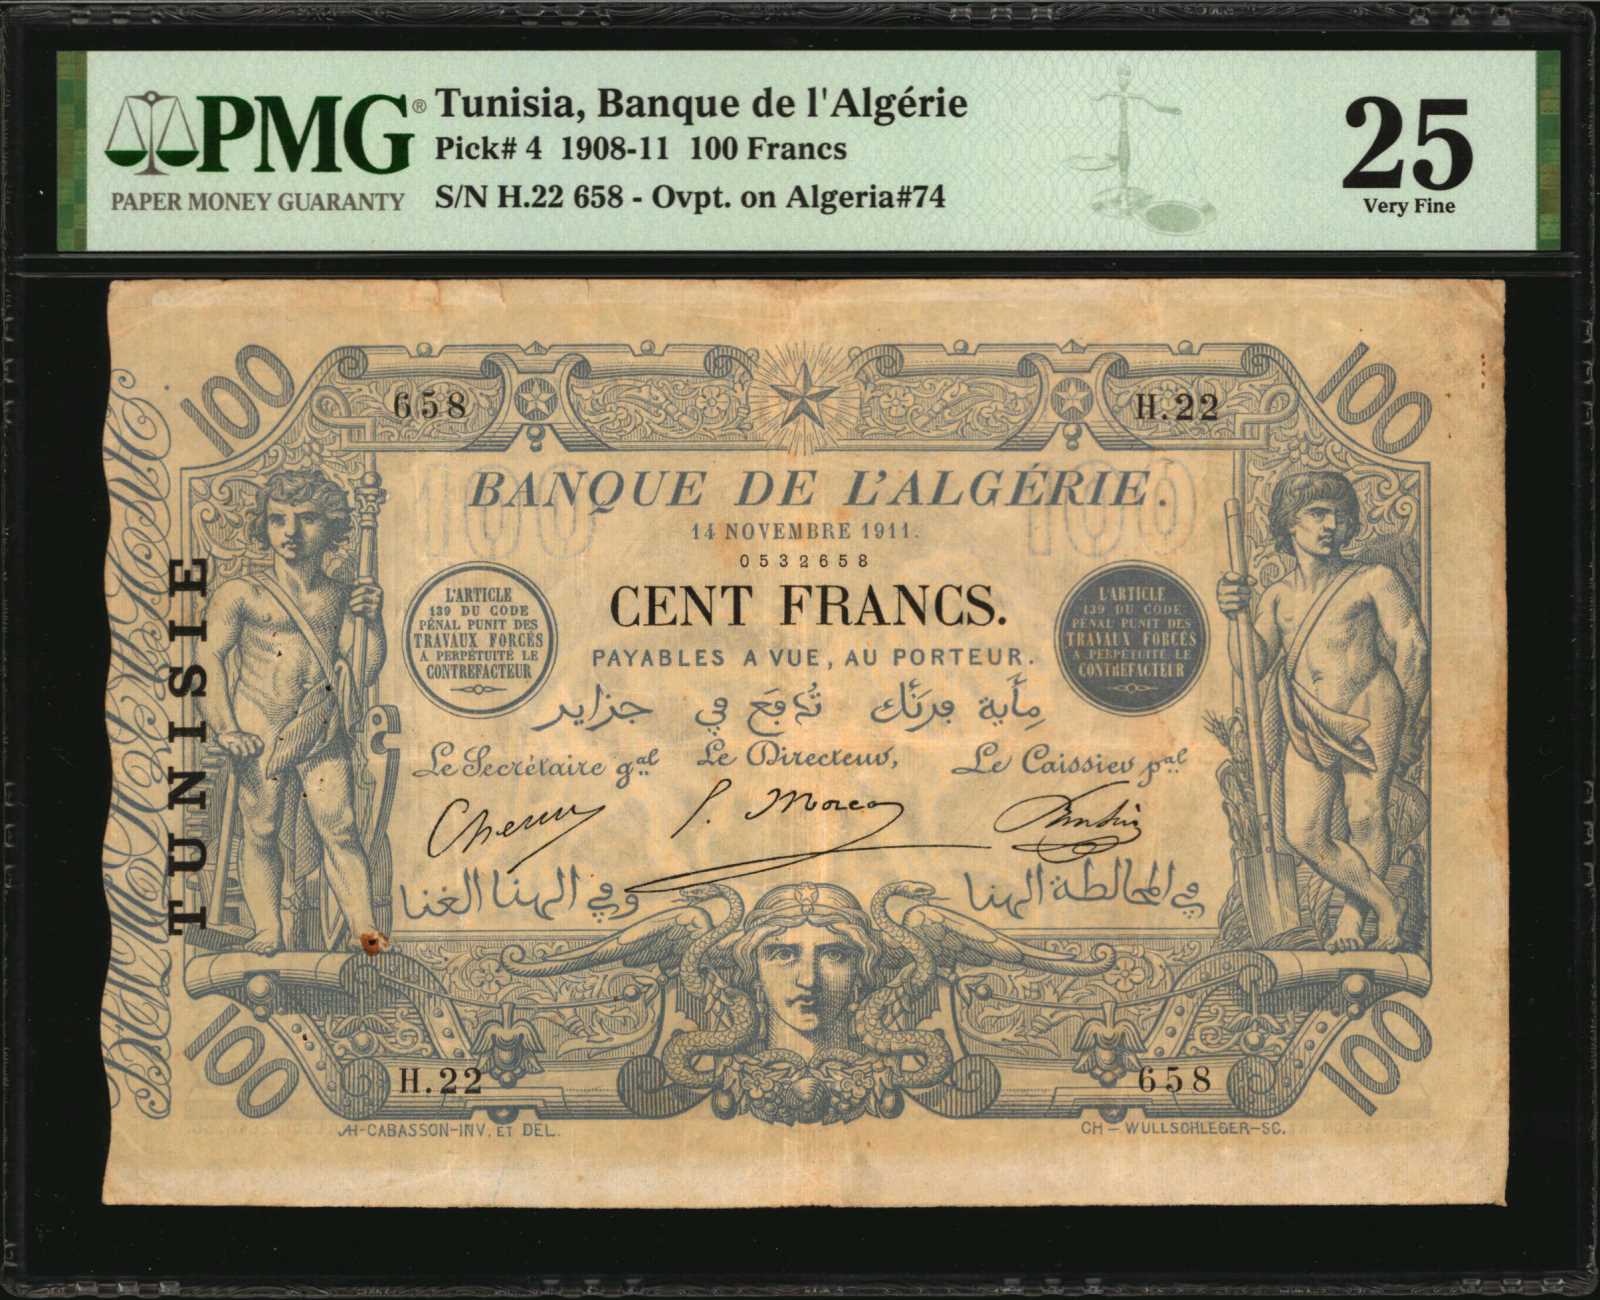 PMG®
PAPER MONEY GUARANTY
Tunisia, Banque de l'Algérie
Pick# 4 1908-11 100 Francs
S/N H.22 658 - Ovpt. on Algeria#74
25
Very Fine
100
100
658
H.22
100
100
BANQUE DE L'ALGÉRIE.
14 NOVEMBRE 1911.
0532658
CENT FRANCS.
PAYABLES A VUE, AU PORTEUR.
L'ARTICLE
139 DU CODE
PÉNAL PUNIT DES
TRAVAUX FORCÉS
A PERPÉTUITÉ LE
CONTREFACTEUR
L'ARTICLE
139 DU CODE
PÉNAL PUNIT DES
TRAVAUX FORCÉS
A PERPÉTUITÉ LE
CONTREFACTEUR
TUNISIE
جزاير
Le Secrétaire gal
Le Directeur,
Le Caissier pal
H.22
658
100
100
AH-CABASSON-INV. ET DEL.
CH-WULLSCHLEGER-SC.